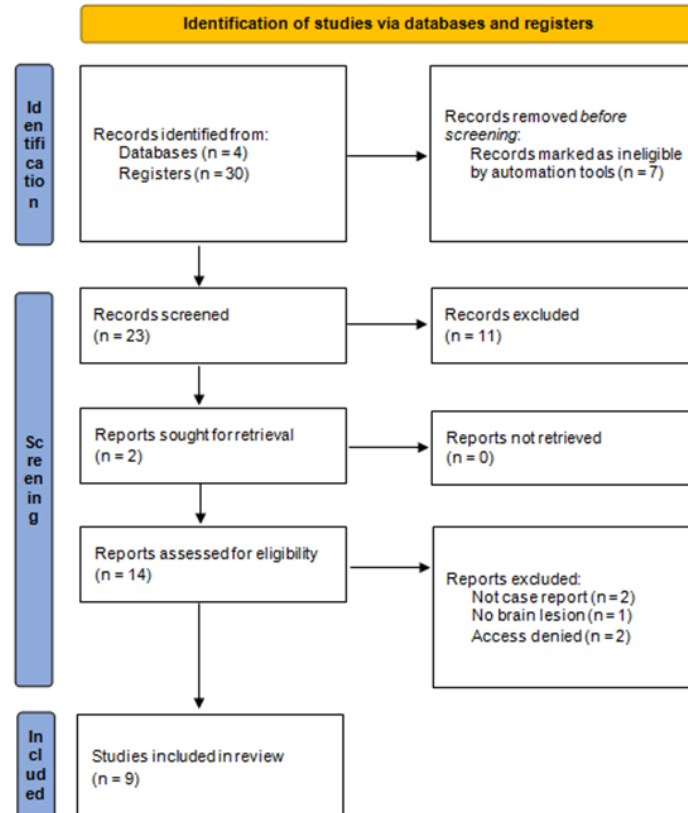 Identification of studies via databases and registers
Id
en
tifi
ca
tio
n
Records identified from:
Databases (n = 4)
Registers (n = 30)
Records removed before
screening:
Records marked as ineligible
by automation tools (n = 7)
Sc
re
en
in
g
Records screened
(n = 23)
Records excluded
(n = 11)
Reports sought for retrieval
(n = 2)
Reports not retrieved
(n = 0)
Reports assessed for eligibility
(n = 14)
Reports excluded:
Not case report (n = 2)
No brain lesion (n = 1)
Access denied (n = 2)
In
cl
ud
ed
Studies included in review
(n = 9)